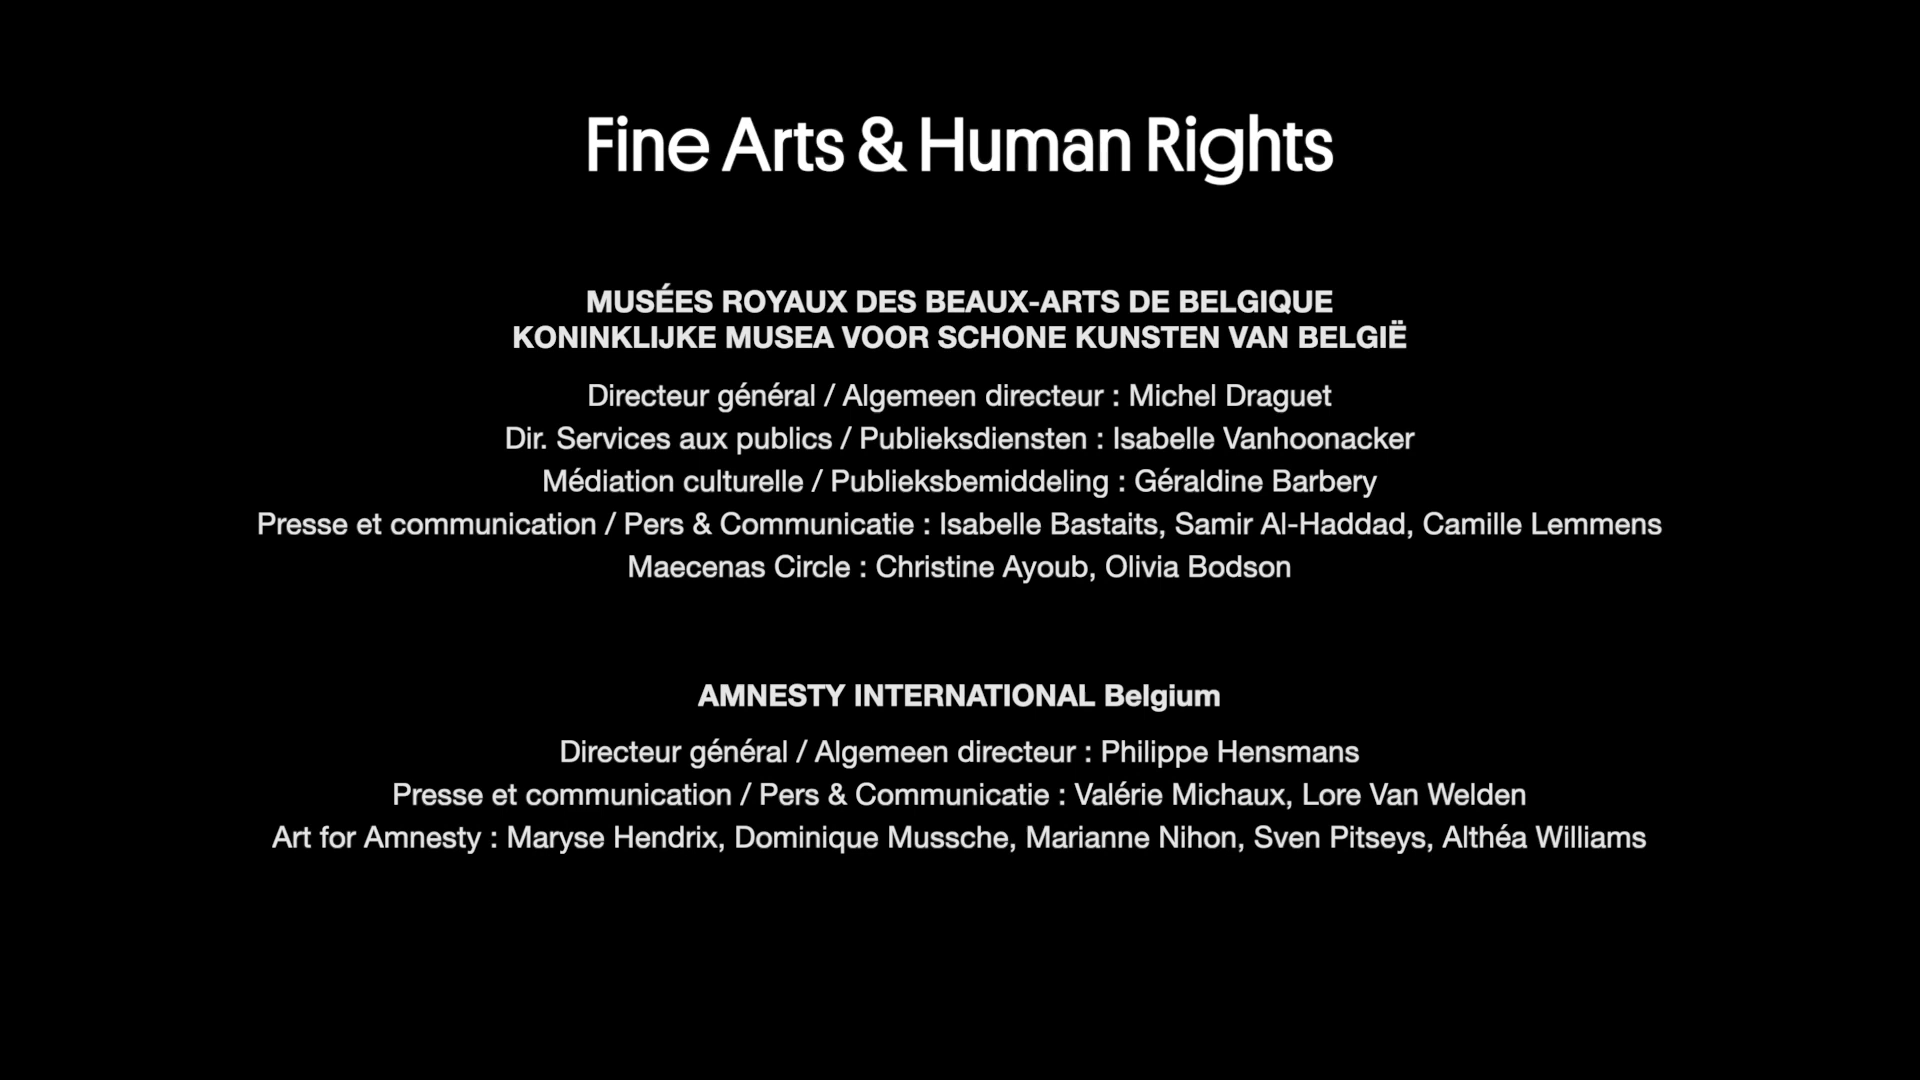 Fine Arts & Human Rights
MUSÉES ROYAUX DES BEAUX-ARTS DE BELGIQUE
KONINKLIJKE MUSEA VOOR SCHONE KUNSTEN VAN BELGIË
Directeur général / Algemeen directeur : Michel Draguet
Dir. Services aux publics / Publieksdiensten : Isabelle Vanhoonacker
Médiation culturelle / Publieksbemiddeling : Géraldine Barbery
Presse et communication / Pers & Communicatie : Isabelle Bastaits, Samir Al-Haddad, Camille Lemmens
Maecenas Circle : Christine Ayoub, Olivia Bodson
AMNESTY INTERNATIONAL Belgium
Directeur général / Algemeen directeur : Philippe Hensmans
Presse et communication / Pers & Communicatie : Valérie Michaux, Lore Van Welden
Art for Amnesty : Maryse Hendrix, Dominique Mussche, Marianne Nihon, Sven Pitseys, Althéa Williams